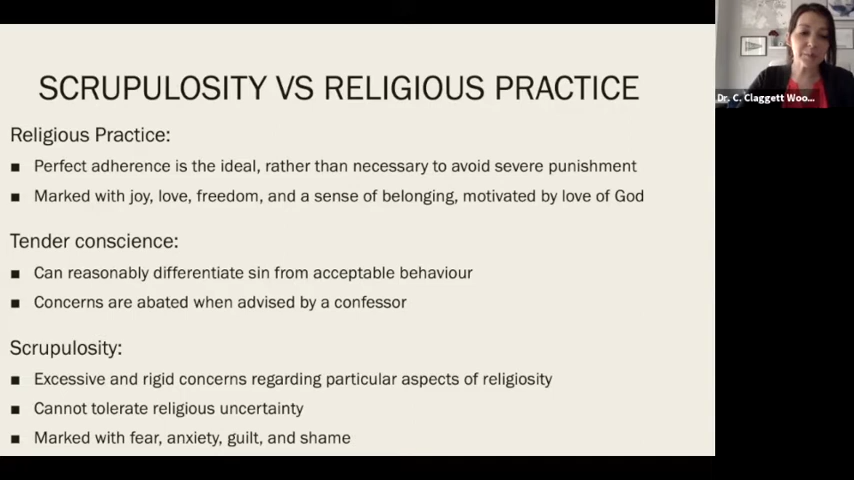 SCRUPULOSITY VS RELIGIOUS PRACTICE
Religious Practice:
■ Perfect adherence is the ideal, rather than necessary to avoid severe punishment
■ Marked with joy, love, freedom, and a sense of belonging, motivated by love of God
Tender conscience:
■ Can reasonably differentiate sin from acceptable behaviour
■ Concerns are abated when advised by a confessor
Scrupulosity:
■ Excessive and rigid concerns regarding particular aspects of religiosity
■ Cannot tolerate religious uncertainty
■ Marked with fear, anxiety, guilt, and shame
Dr. C. Claggett Woo...